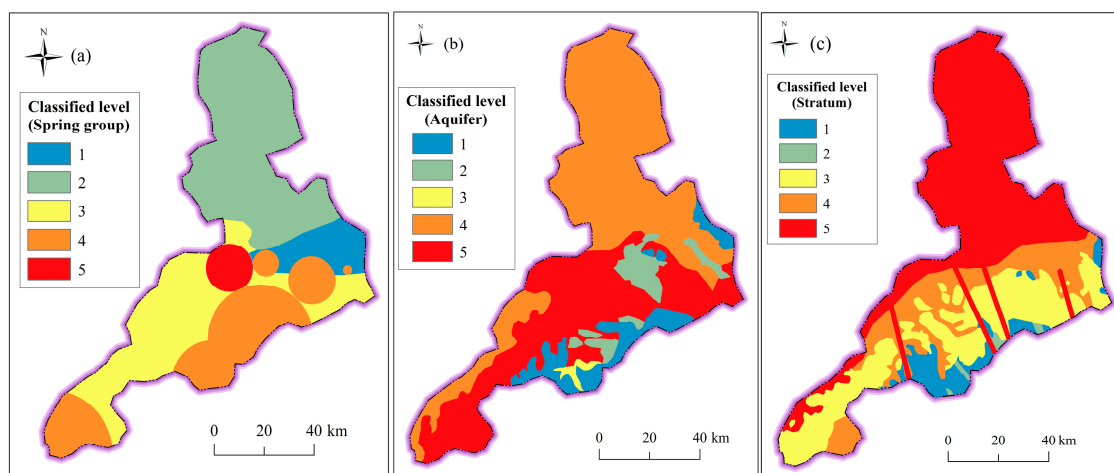 N
(a)
Classified level
(Spring group)
1
2
3
4
5
0 20 40 km
N
(b)
Classified level
(Aquifer)
1
2
3
4
5
0 20 40 km
N
(c)
Classified level
(Stratum)
1
2
3
4
5
0 20 40 km